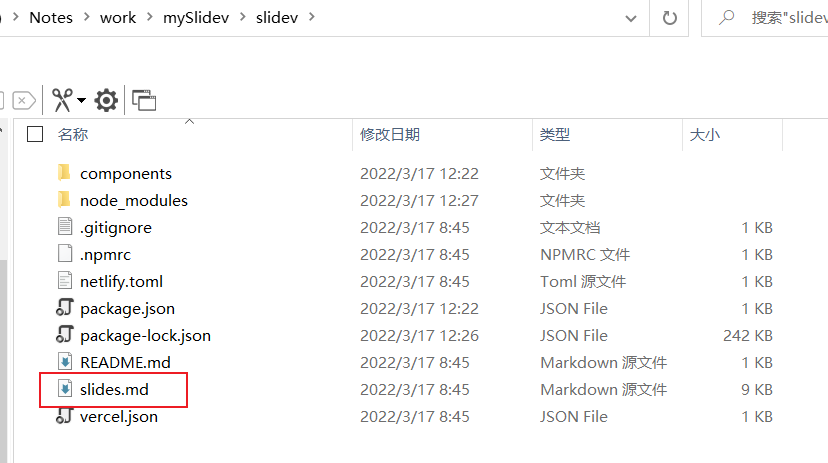 Notes > work > mySlidev > slidev >
搜索"slidev
名称 修改日期 类型 大小
components 2022/3/17 12:22 文件夹
node_modules 2022/3/17 12:27 文件夹
.gitignore 2022/3/17 8:45 文本文档 1 KB
.npmrc 2022/3/17 8:45 NPMRC 文件 1 KB
netlify.toml 2022/3/17 8:45 Toml 源文件 1 KB
package.json 2022/3/17 12:22 JSON File 1 KB
package-lock.json 2022/3/17 12:26 JSON File 242 KB
README.md 2022/3/17 8:45 Markdown 源文件 1 KB
slides.md 2022/3/17 8:45 Markdown 源文件 9 KB
vercel.json 2022/3/17 8:45 JSON File 1 KB